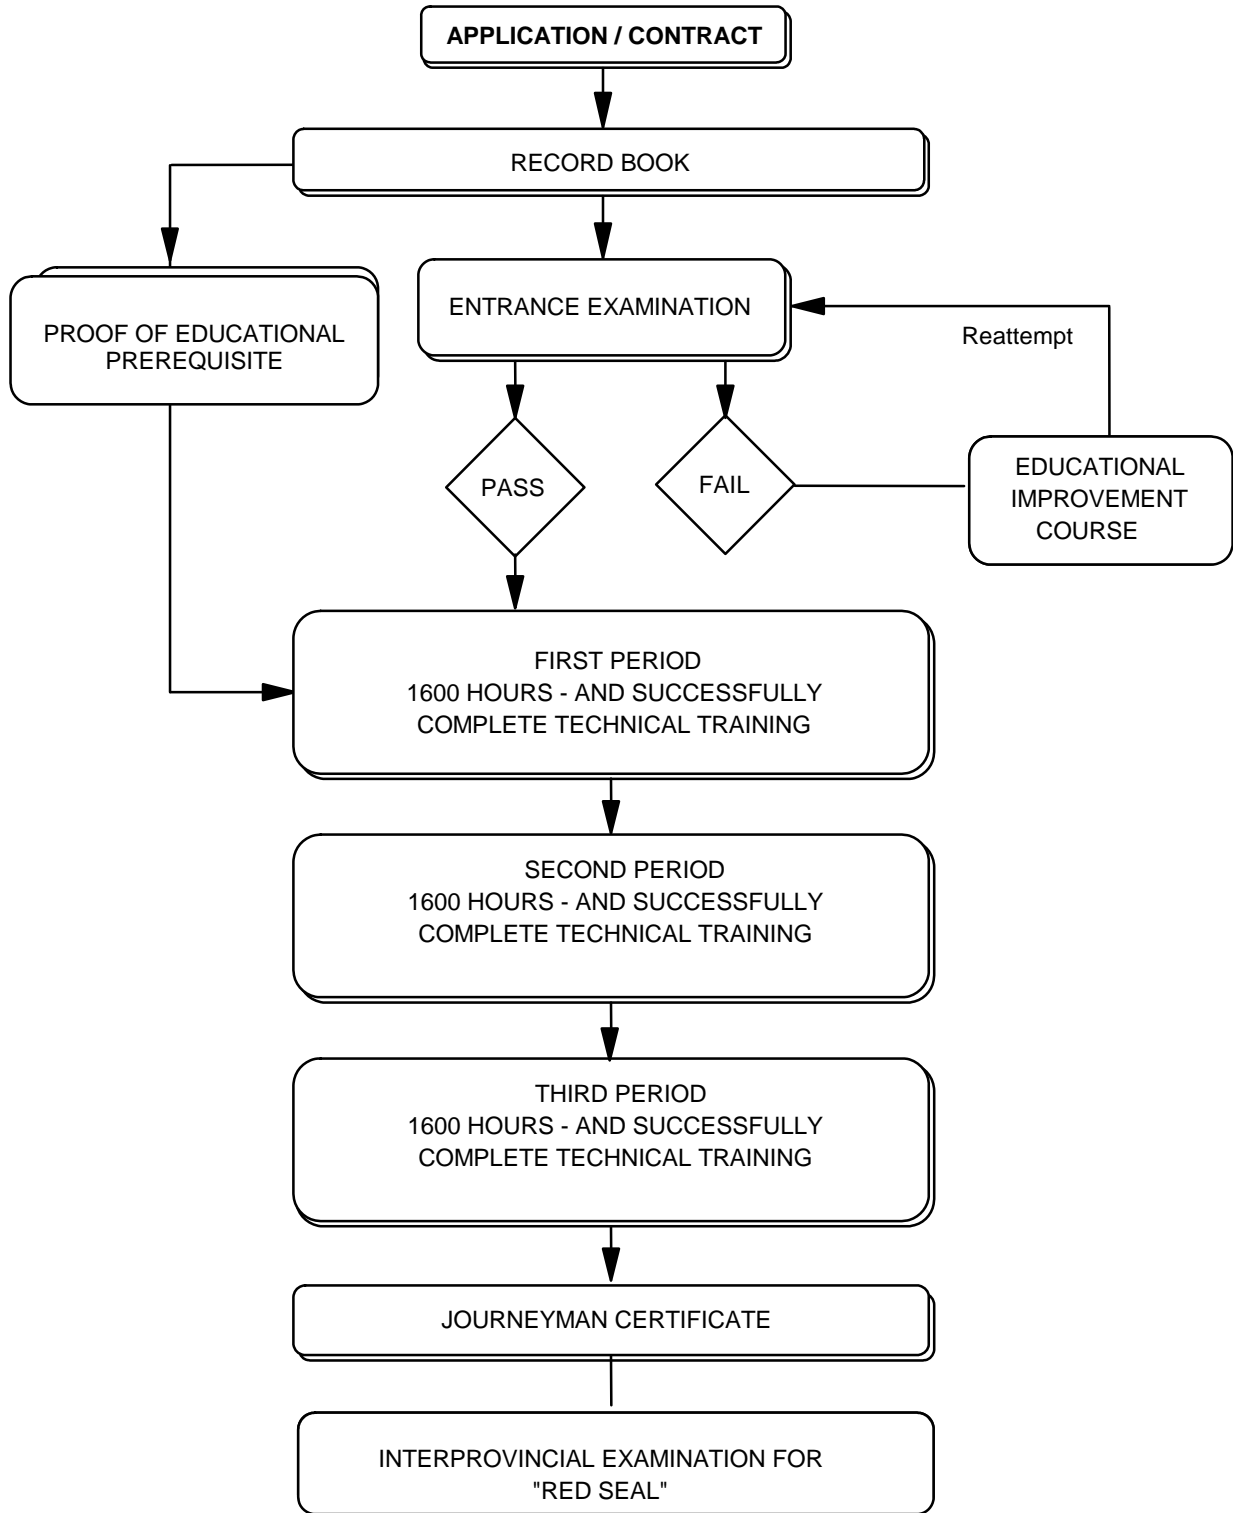 APPLICATION / CONTRACT
RECORD BOOK
PROOF OF EDUCATIONAL
PREREQUISITE
ENTRANCE EXAMINATION
Reattempt
PASS
FAIL
EDUCATIONAL
IMPROVEMENT
COURSE
FIRST PERIOD
1600 HOURS - AND SUCCESSFULLY
COMPLETE TECHNICAL TRAINING
SECOND PERIOD
1600 HOURS - AND SUCCESSFULLY
COMPLETE TECHNICAL TRAINING
THIRD PERIOD
1600 HOURS - AND SUCCESSFULLY
COMPLETE TECHNICAL TRAINING
JOURNEYMAN CERTIFICATE
INTERPROVINCIAL EXAMINATION FOR
"RED SEAL"